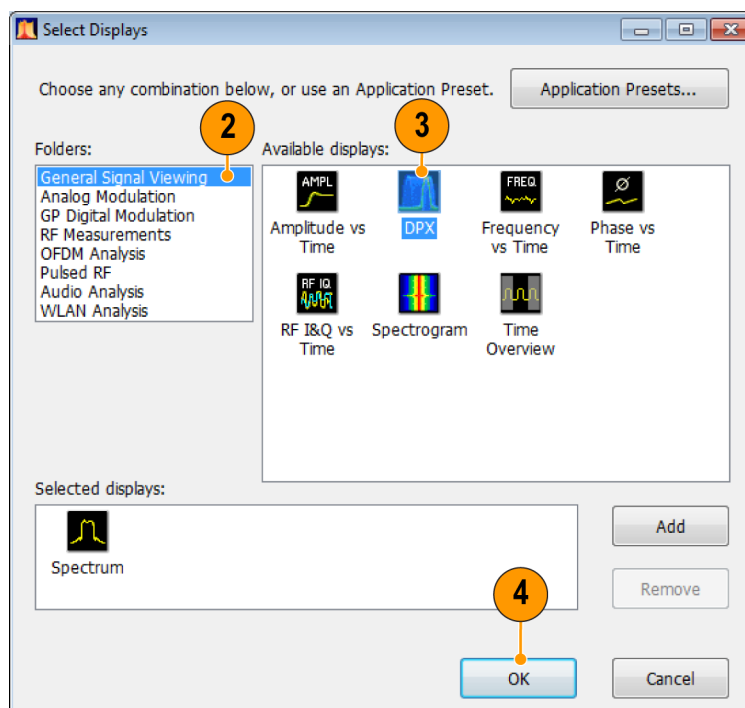 Select Displays
Choose any combination below, or use an Application Preset.
Application Presets...
2
3
Folders:
Available displays:
General Signal Viewing
Analog Modulation
GP Digital Modulation
RF Measurements
OFDM Analysis
Pulsed RF
Audio Analysis
WLAN Analysis
AMPL
Amplitude vs
Time
DPX
FREQ
Frequency
vs Time
Ø
Phase vs
Time
RF IQ
RF I&Q vs
Time
Spectrogram
Time
Overview
Selected displays:
Spectrum
Add
Remove
4
OK
Cancel